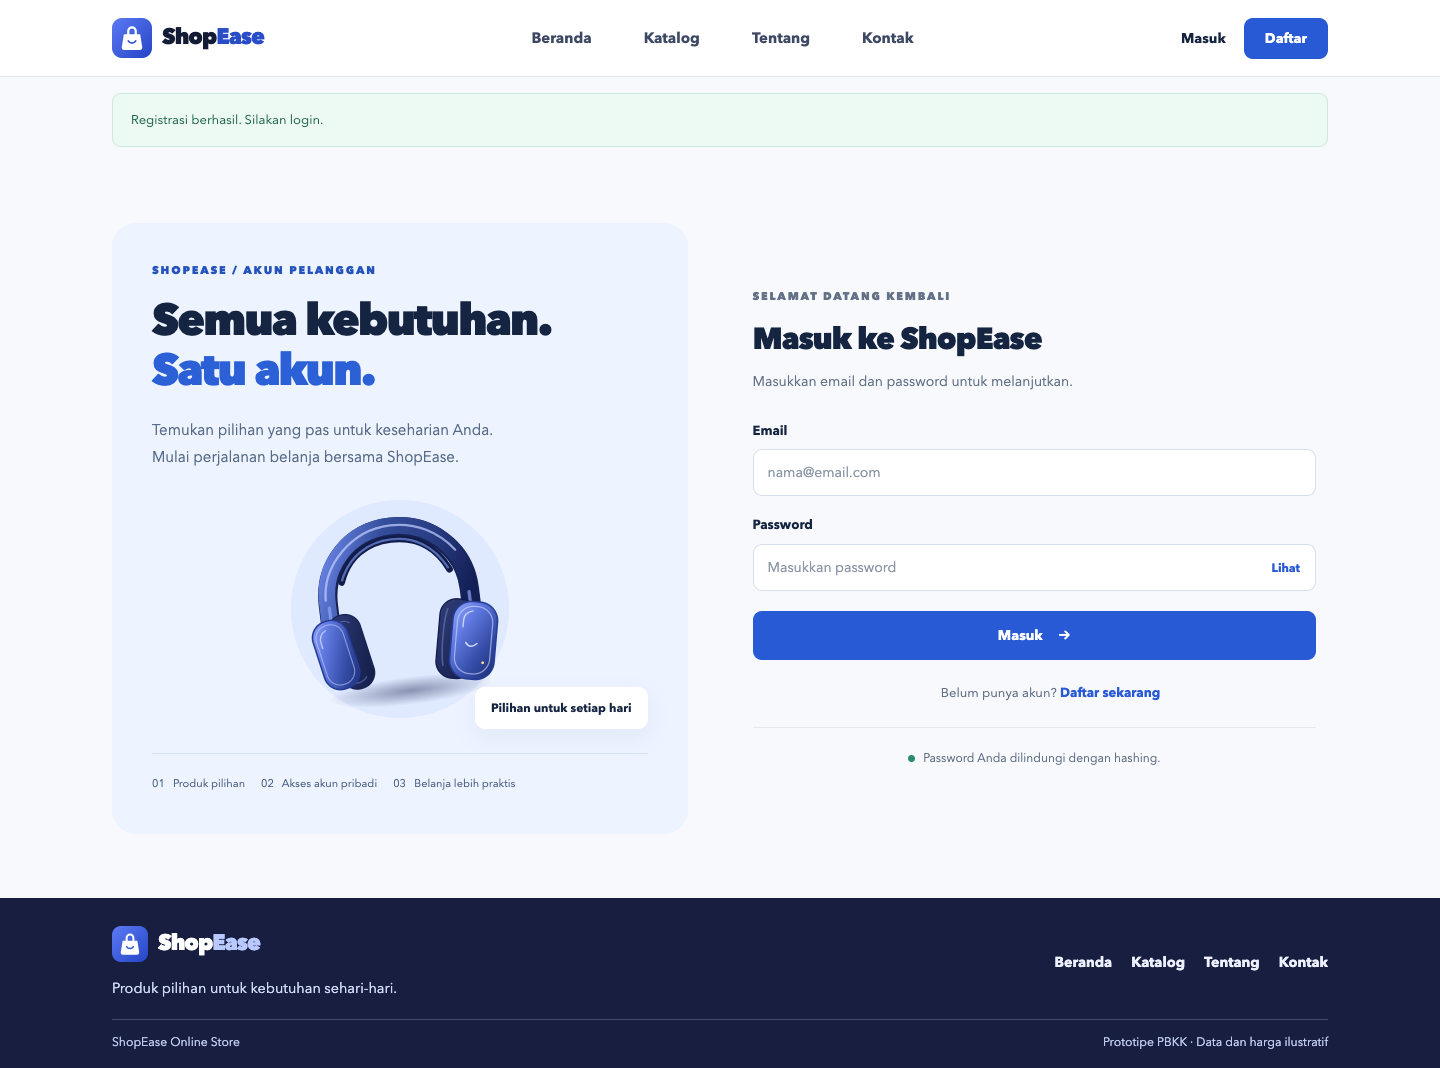 ShopEase
Beranda Katalog Tentang Kontak
Masuk Daftar
Registrasi berhasil. Silakan login.
SHOPEASE / AKUN PELANGGAN
Semua kebutuhan.
Satu akun.
Temukan pilihan yang pas untuk keseharian Anda.
Mulai perjalanan belanja bersama ShopEase.
Pilihan untuk setiap hari
01 Produk pilihan 02 Akses akun pribadi 03 Belanja lebih praktis
SELAMAT DATANG KEMBALI
Masuk ke ShopEase
Masukkan email dan password untuk melanjutkan.
Email
nama@email.com
Password
Masukkan password Lihat
Masuk →
Belum punya akun? Daftar sekarang
Password Anda dilindungi dengan hashing.
ShopEase
Produk pilihan untuk kebutuhan sehari-hari.
Beranda Katalog Tentang Kontak
ShopEase Online Store
Prototipe PBKK · Data dan harga ilustratif